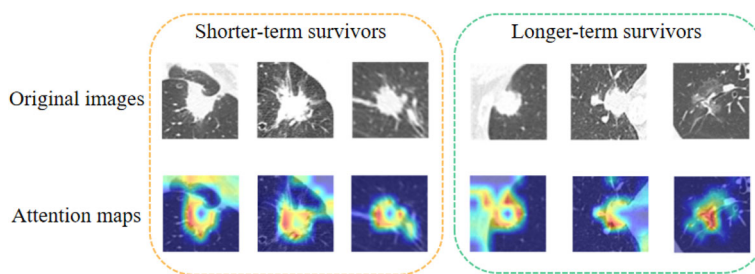 Shorter-term survivors
Longer-term survivors
Original images
Attention maps